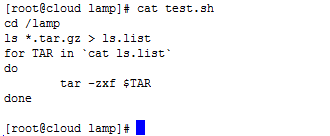 [root@cloud lamp]# cat test.sh
cd /lamp
ls *.tar.gz > ls.list
for TAR in `cat ls.list`
do
        tar -zxf $TAR
done

[root@cloud lamp]#